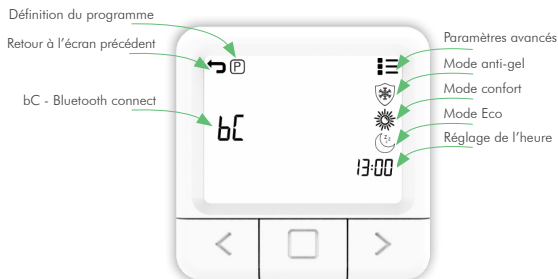 Définition du programme
Retour à l'écran précédent
P
Paramètres avancés
Mode anti-gel
bC - Bluetooth connect
bC
Mode confort
Mode Eco
zz
Réglage de l'heure
13:00